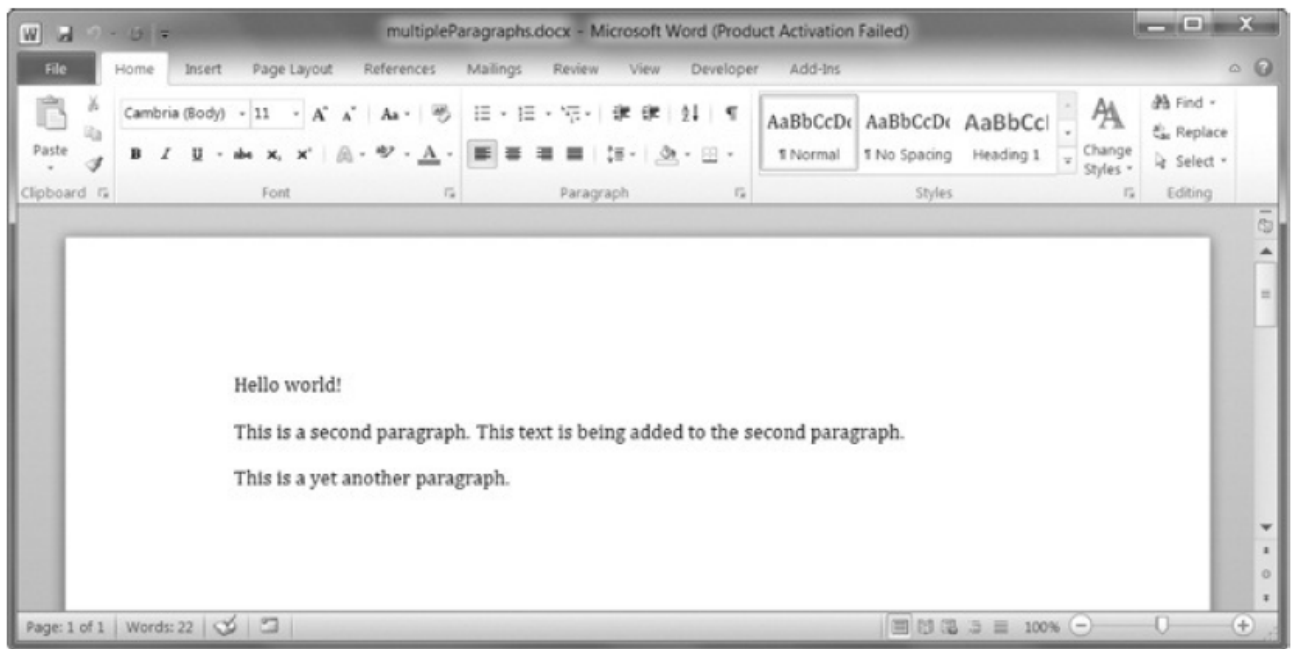 W
multipleParagraphs.docx - Microsoft Word (Product Activation Failed)
File Home Insert Page Layout References Mailings Review View Developer Add-Ins
Cambria (Body) 11 A A Aa
Paste
B I U abc x, x² A A
Clipboard Font Paragraph Styles Editing
AaBbCcDc AaBbCcDc AaBbCcl
¶ Normal ¶ No Spacing Heading 1
Change
Styles
Find
Replace
Select
Hello world!
This is a second paragraph. This text is being added to the second paragraph.
This is a yet another paragraph.
Page: 1 of 1 Words: 22 100%